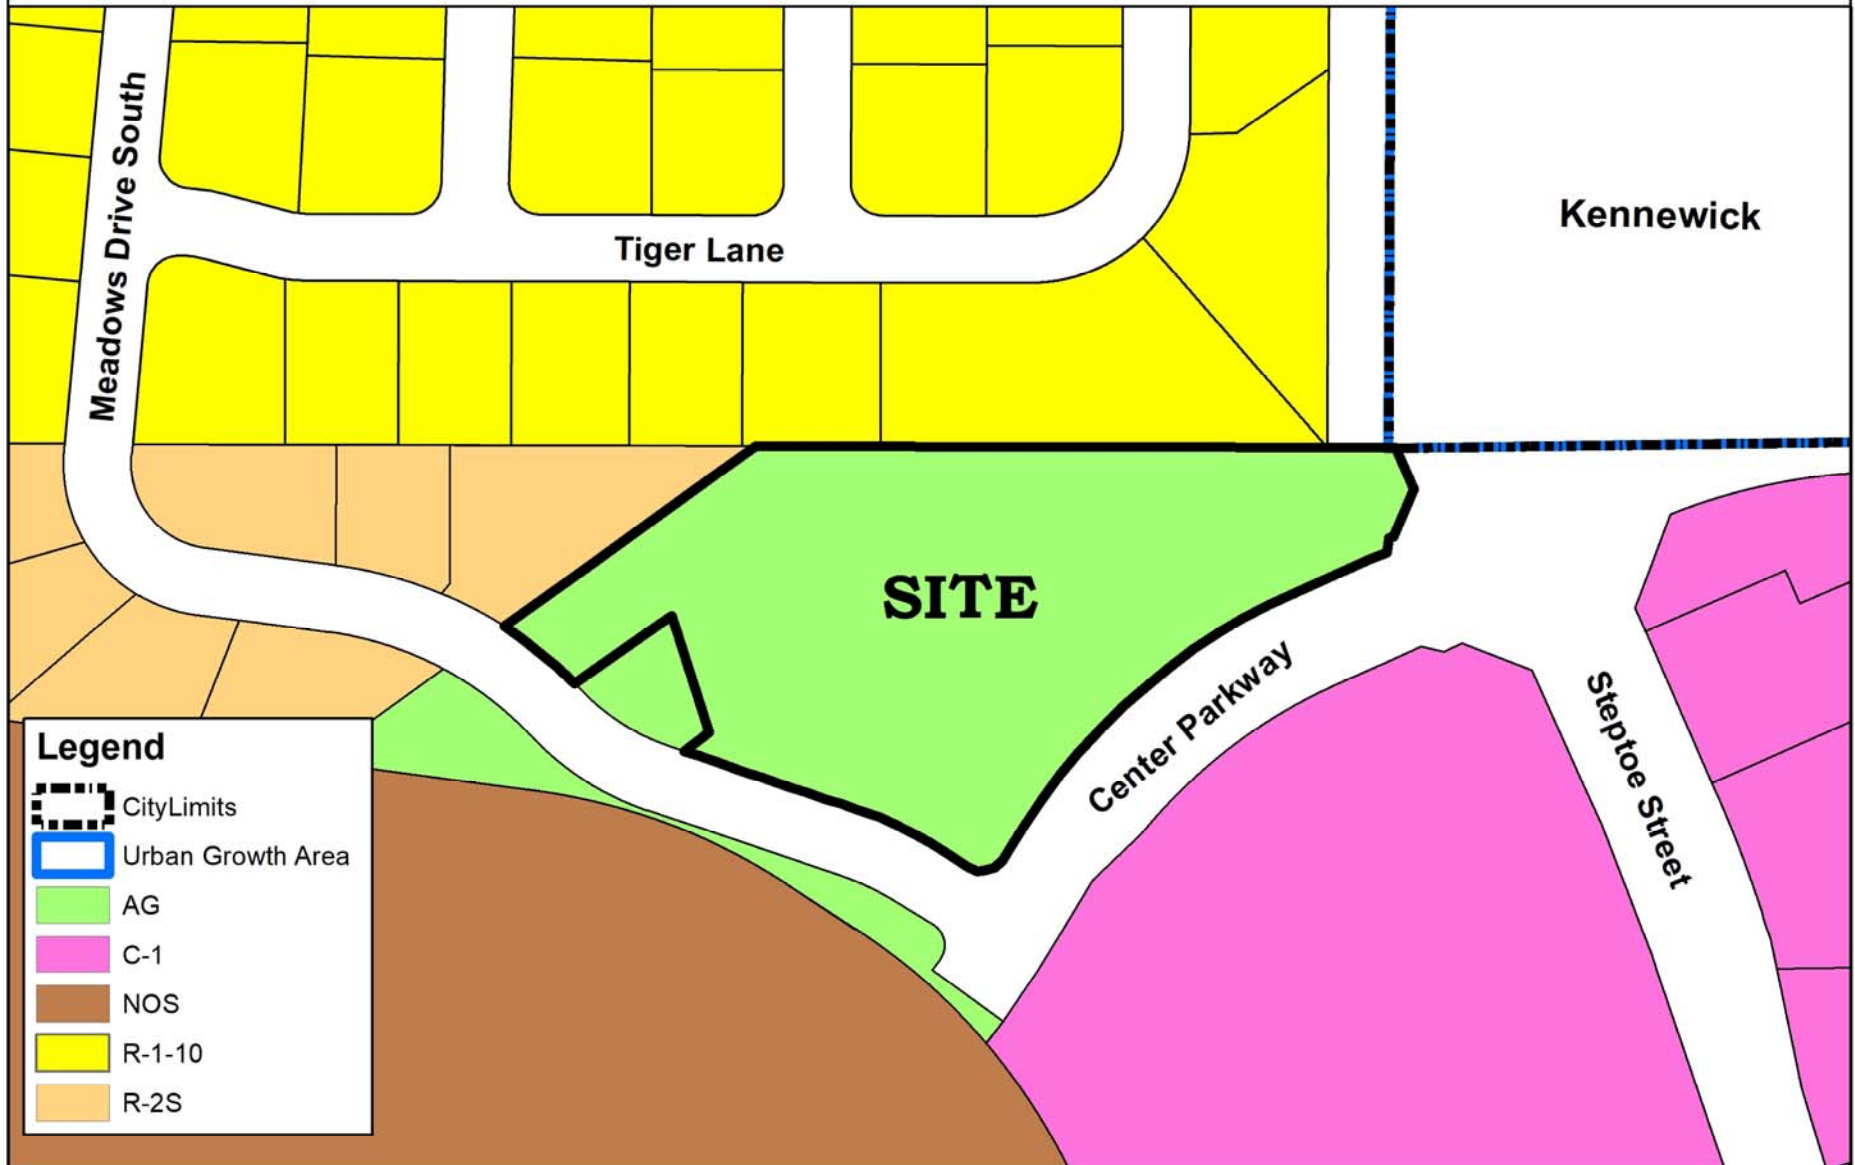 Meadows Drive South
Tiger Lane
Kennewick
SITE
Center Parkway
Steptoe Street
Legend
CityLimits
Urban Growth Area
AG
C-1
NOS
R-1-10
R-2S